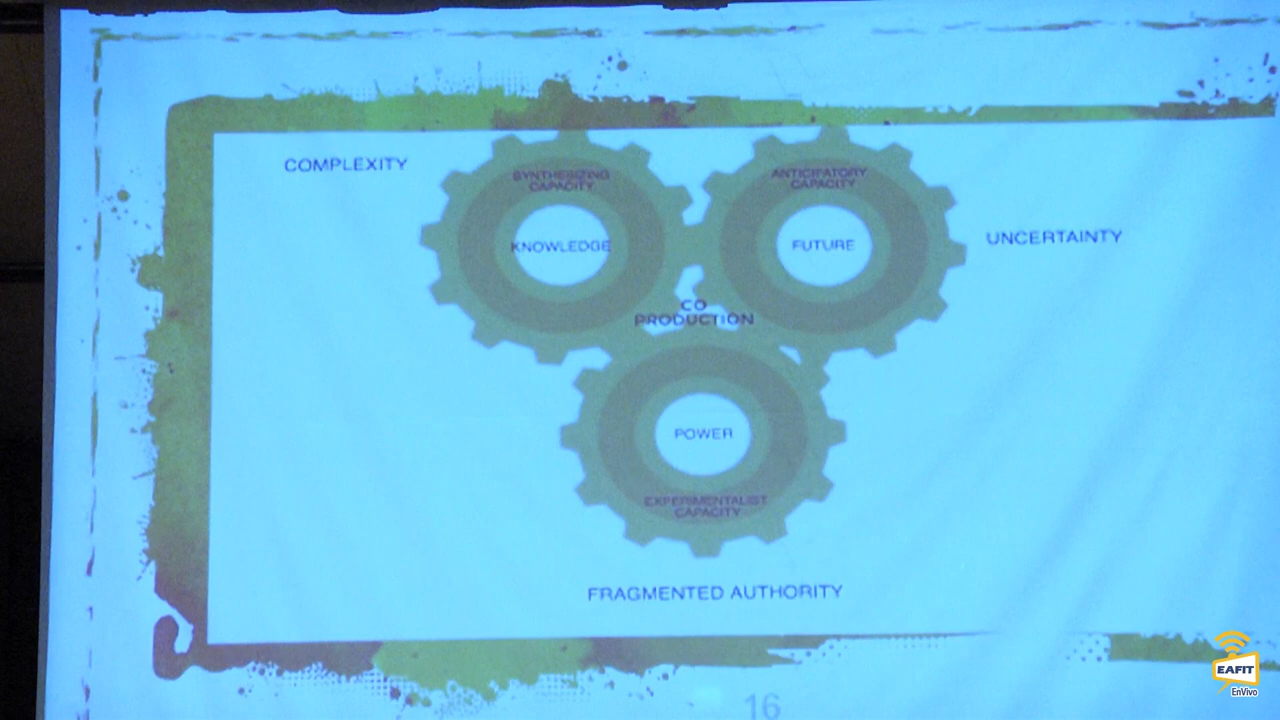 COMPLEXITY
SYNTHESIZING
CAPACITY
KNOWLEDGE
ANTICIPATORY
CAPACITY
FUTURE
UNCERTAINTY
CO
PRODUCTION
POWER
EXPERIMENTALIST
CAPACITY
FRAGMENTED AUTHORITY
16
EAFIT
EnVivo